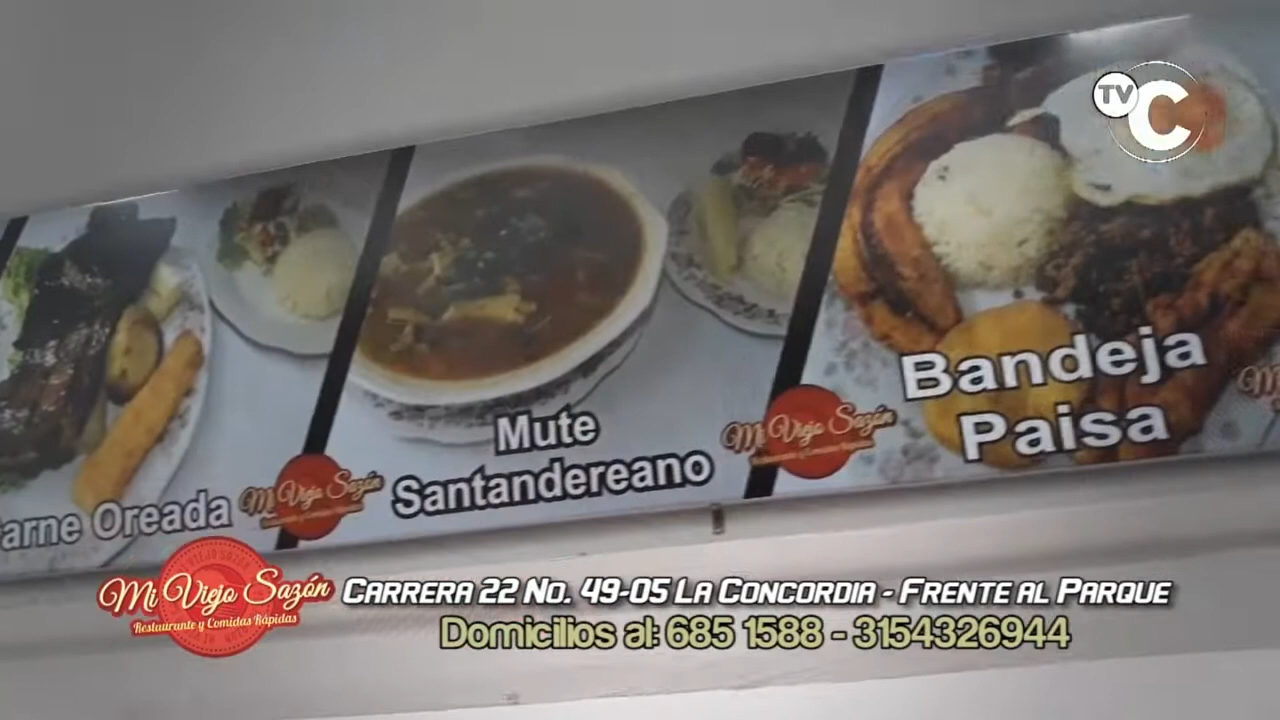 TV C
Bandeja
Paisa
Mute
Santandereano
Mi Viejo Sazón
Mi Viejo Sazón
arne Oreada
Mi Viejo Sazón
Restaurante y Comidas Rápidas
CARRERA 22 NO. 49-05 LA CONCORDIA - FRENTE AL PARQUE
Domicilios al: 685 1588 - 3154326944